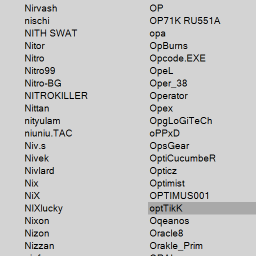 Nirvash
nischi
NITH SWAT
Nitor
Nitro
Nitro99
Nitro-BG
NITROKILLER
Nittan
nityulam
niuniu.TAC
Niv.s
Nivek
Nivlard
Nix
NiX
NIXlucky
Nixon
Nizon
Nizzan
OP
OP71K RU551A
opa
OpBurns
Opcode.EXE
OpeL
Oper_38
Operator
Opex
OpgLoGiTeCh
oPPxD
OpsGear
OptiCucumbeR
Opticz
Optimist
OPTIMUS001
optTikK
Oqeanos
Oracle8
Orakle_Prim